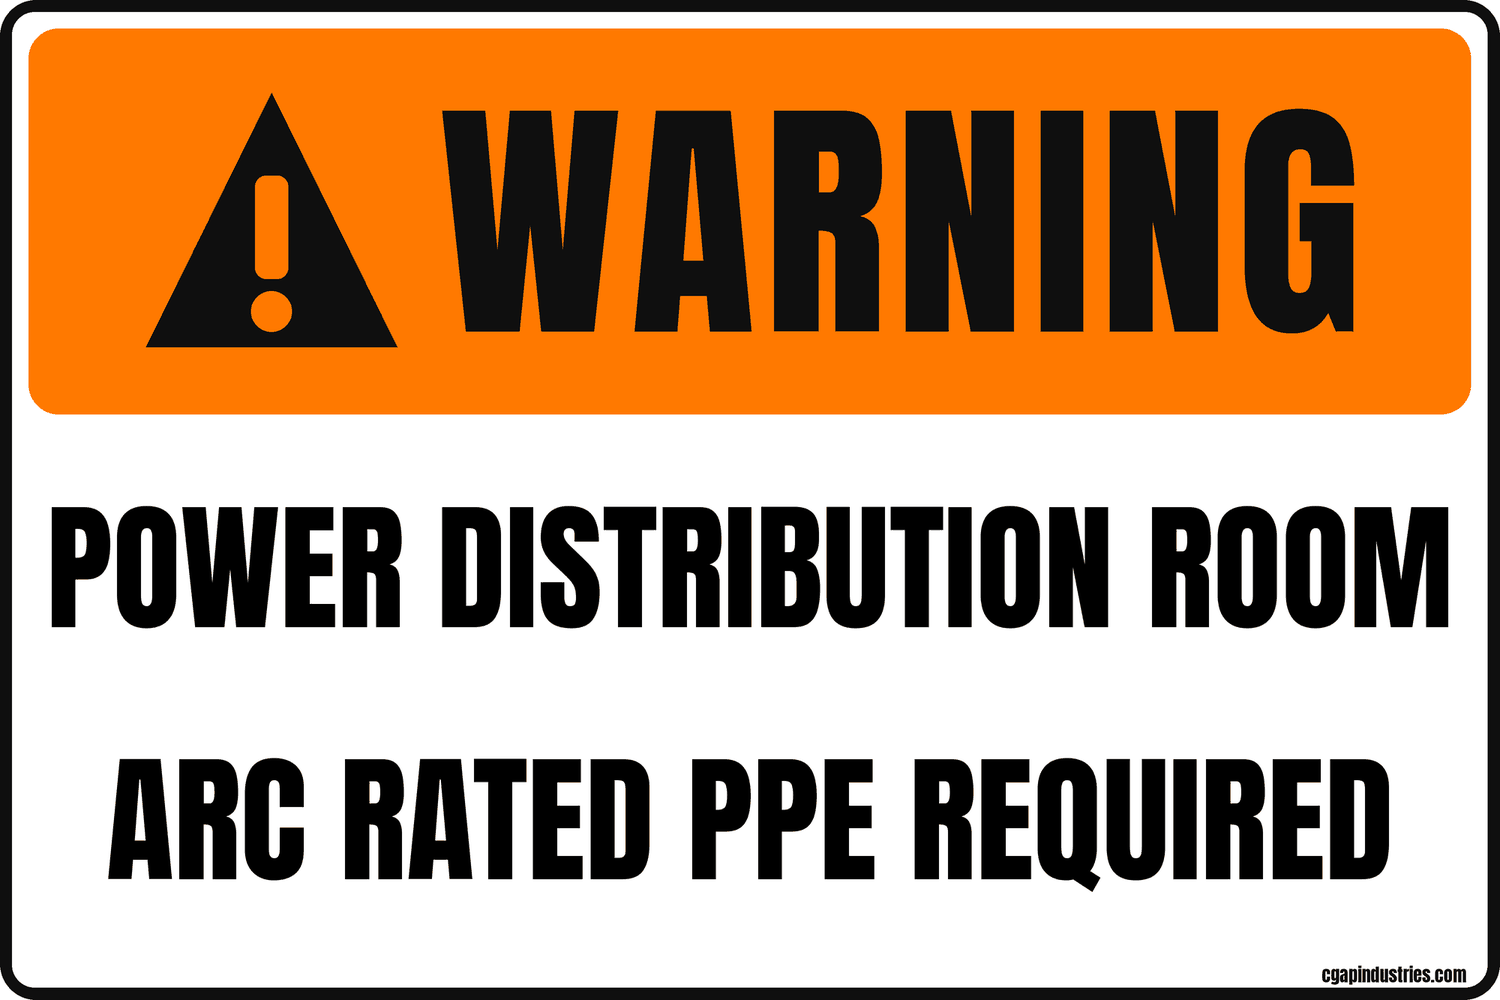 WARNING
POWER DISTRIBUTION ROOM
ARC RATED PPE REQUIRED
cgapindustries.com